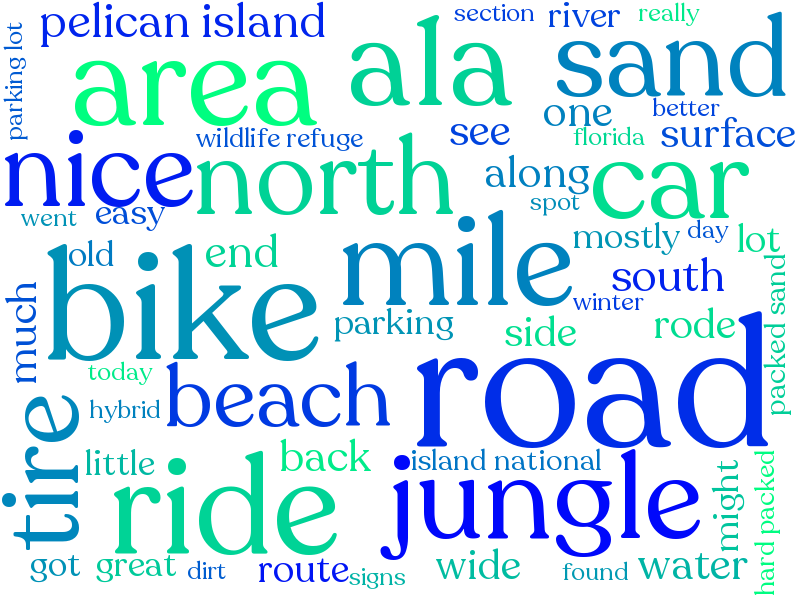 pelican island
section
river
really
parking lot
area
ala
sand
one
better
nice
wildlife refuge
see
florida
surface
north
along
car
went
easy
spot
old
end
mile
mostly
day
lot
bike
south
winter
much
parking
side
rode
packed sand
today
hybrid
beach
road
tire
little
ride
back
island national
jungle
might
hard packed
got
great
dirt
route
signs
wide
found
water